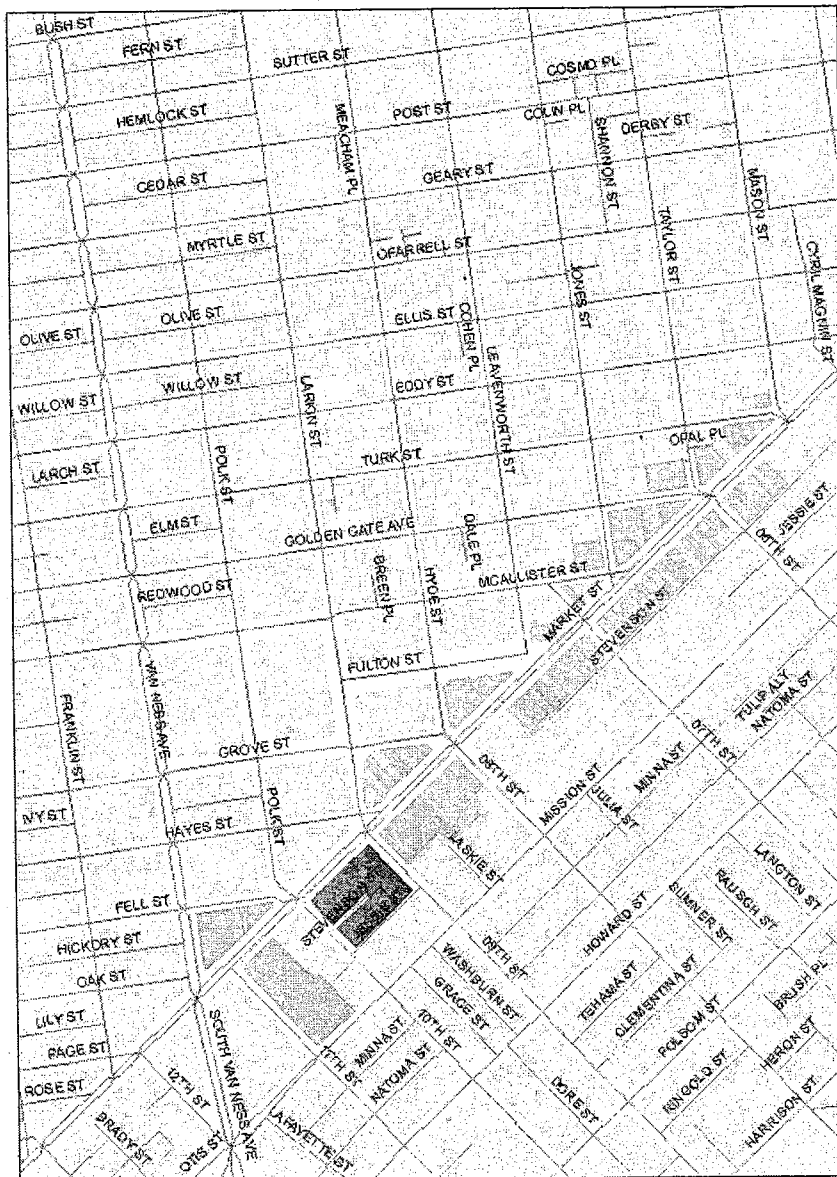 BUSH ST
FERN ST
SUTTER ST
COSMO PL
HEMLOCK ST
MEACHAM PL
POST ST
COLIN PL
SHANNON ST
DERBY ST
CEDAR ST
GEARY ST
MASON ST
MYRTLE ST
OFARRELL ST
TAYLOR ST
CYRIL MAGNIN ST
JONES ST
OLIVE ST
OLIVE ST
ELLIS ST
COHEN PL
LEAVENWORTH ST
WILLOW ST
WILLOW ST
LARKIN ST
EDDY ST
LARCH ST
POLK ST
TURK ST
OPAL PL
ELM ST
GOLDEN GATE AVE
DALE PL
JESSIE ST
06TH ST
REDWOOD ST
BREEN PL
HYDE ST
MCALLISTER ST
MARKET ST
STEVENSON ST
FULTON ST
FRANKLIN ST
VAN NESS AVE
TULIP ALY
NATOMA ST
07TH ST
GROVE ST
08TH ST
MISSION ST
MINNA ST
JULIA ST
IVY ST
HAYES ST
POLK ST
LASKIE ST
LANGTON ST
RAUSCH ST
SUMNER ST
FELL ST
STEVENSON
HOWARD ST
HICKORY ST
09TH ST
WASHBURN ST
GRACE ST
TEHAMA ST
CLEMENTINA ST
OAK ST
FOLSOM ST
BRUSH PL
LILY ST
SOUTH VAN NESS AVE
MINNA ST
10TH ST
NATOMA ST
11TH ST
PAGE ST
HERON ST
RINGOLD ST
DORE ST
HARRISON ST
ROSE ST
12TH ST
BRADY ST
OTIS ST
LAFAYETTE ST